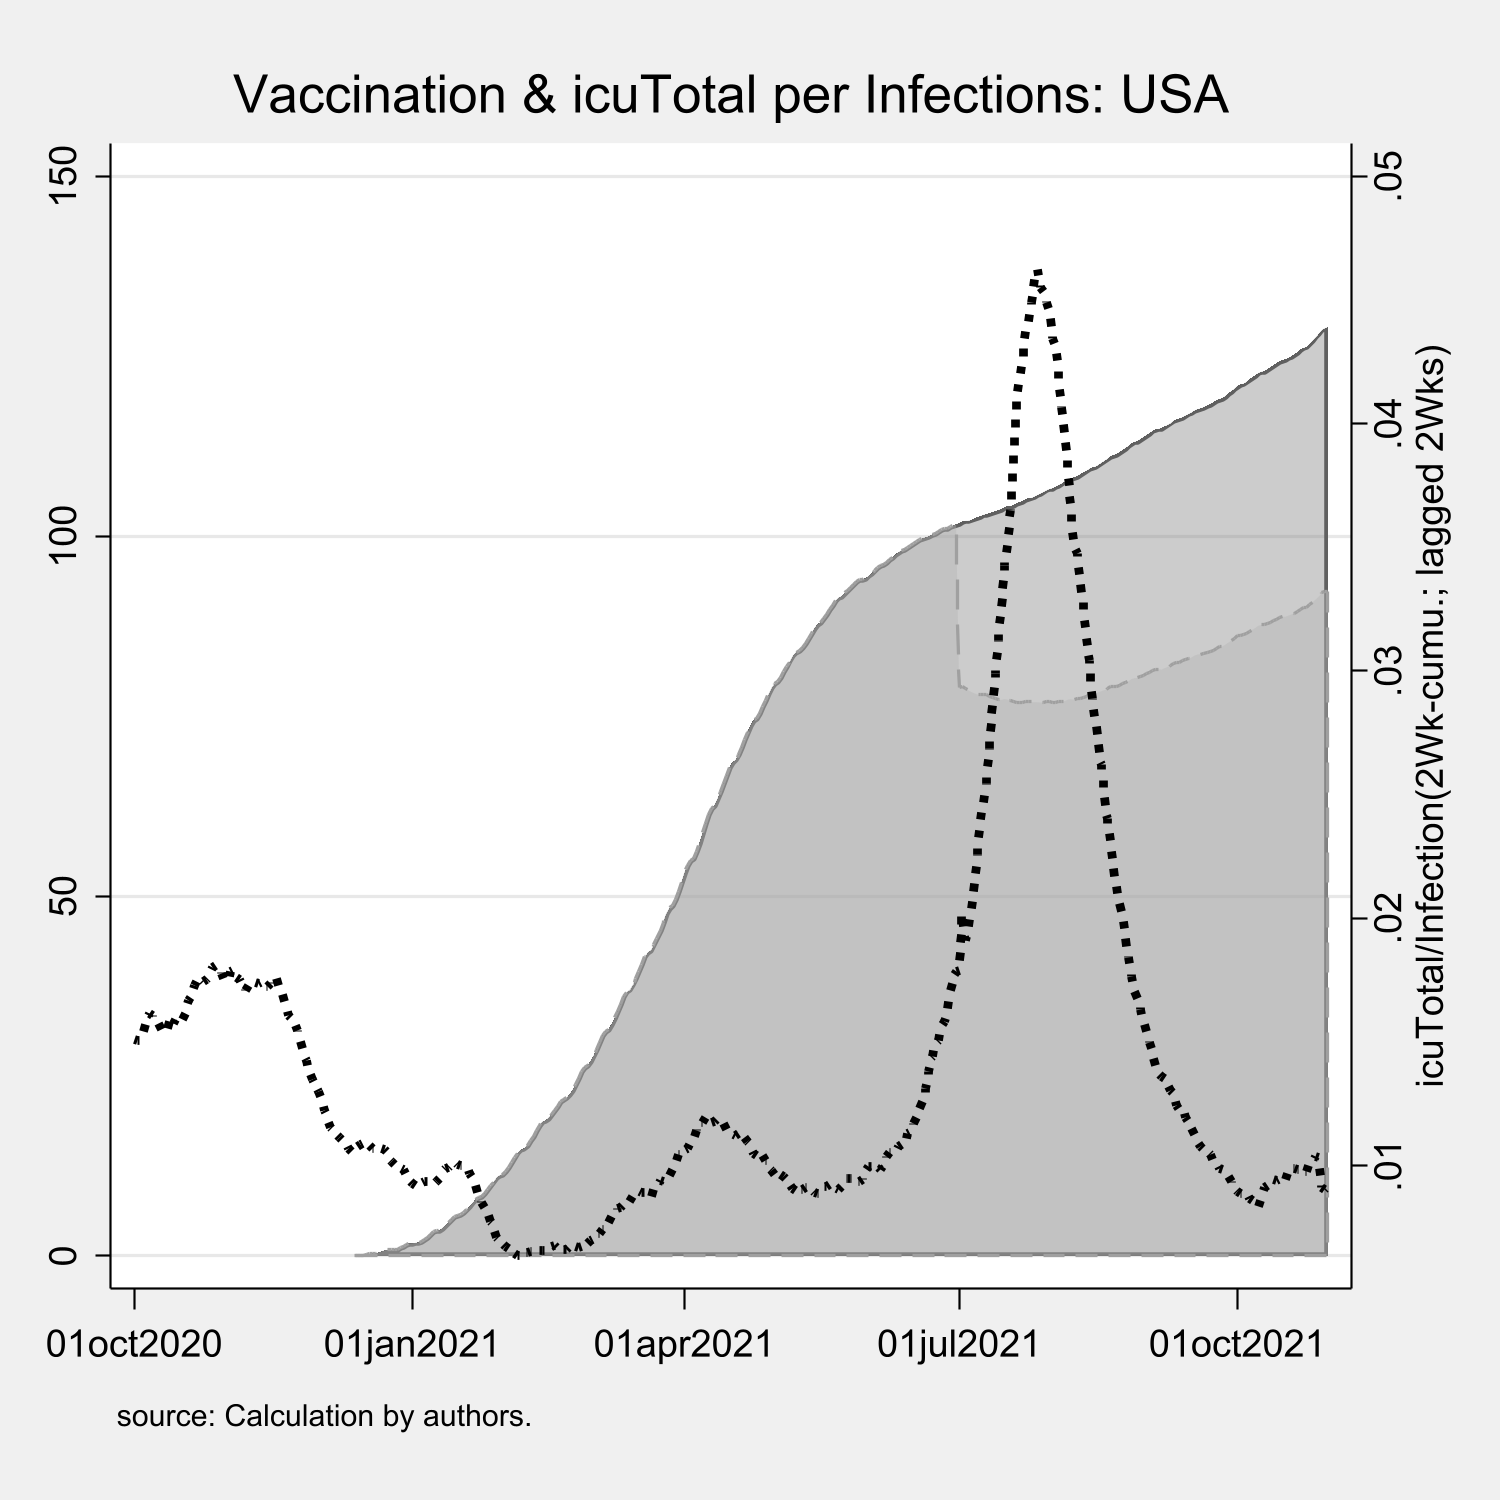 Vaccination & icuTotal per Infections: USA
150
100
50
0
.05
.04
.03
.02
.01
icuTotal/Infection(2Wk-cumu.; lagged 2Wks)
01oct2020
01jan2021
01apr2021
01jul2021
01oct2021
source: Calculation by authors.